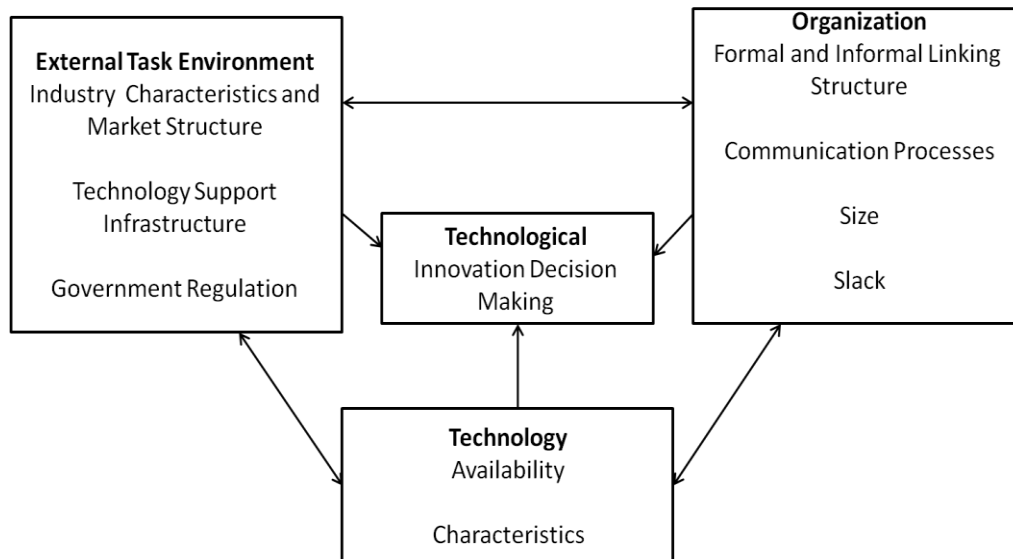 External Task Environment
Industry Characteristics and
Market Structure
Technology Support
Infrastructure
Government Regulation
Organization
Formal and Informal Linking
Structure
Communication Processes
Size
Slack
Technological
Innovation Decision
Making
Technology
Availability
Characteristics